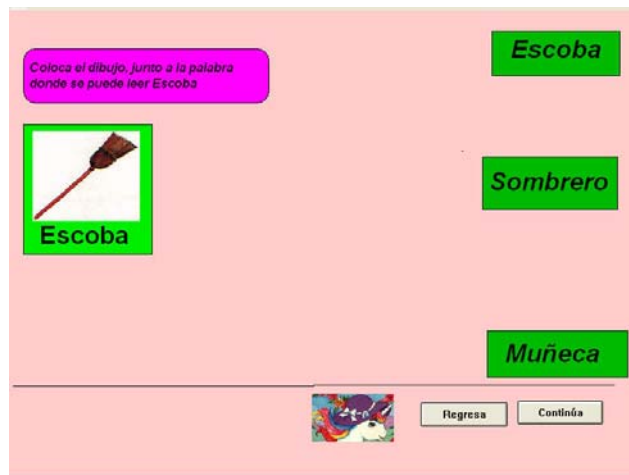 Coloca el dibujo, junto a la palabra
donde se puede leer Escoba
Escoba
Escoba
Sombrero
Muñeca
Regresa
Continúa